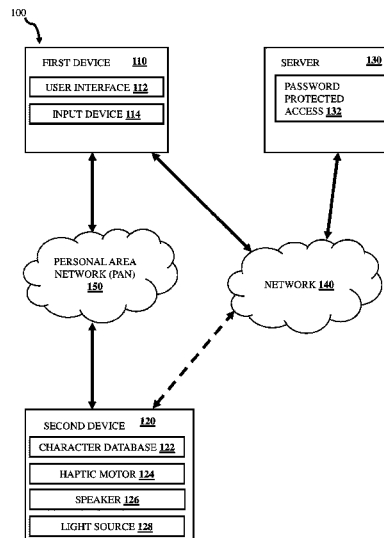 100
FIRST DEVICE 110
USER INTERFACE 112
INPUT DEVICE 114
SERVER 130
PASSWORD
PROTECTED
ACCESS 132
PERSONAL AREA
NETWORK (PAN)
150
NETWORK 140
SECOND DEVICE 120
CHARACTER DATABASE 122
HAPTIC MOTOR 124
SPEAKER 126
LIGHT SOURCE 128